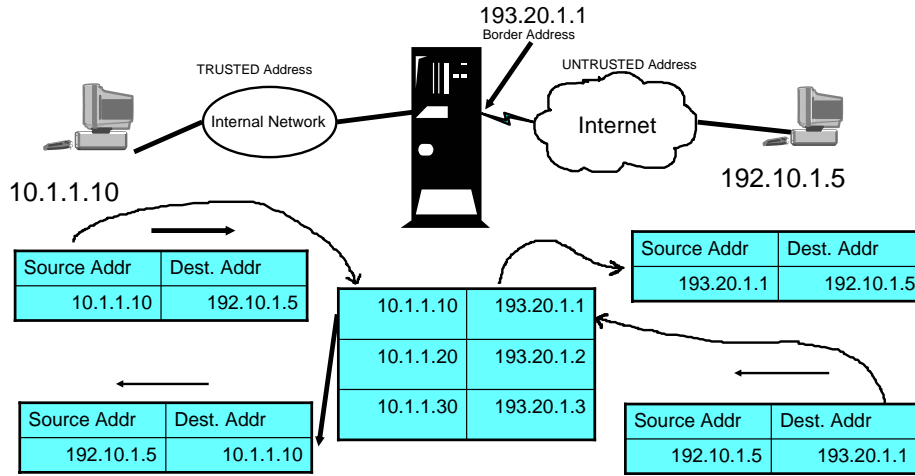 193.20.1.1
Border Address
TRUSTED Address
UNTRUSTED Address
Internal Network
Internet
10.1.1.10
192.10.1.5
Source Addr Dest. Addr
10.1.1.10 192.10.1.5
Source Addr Dest. Addr
193.20.1.1 192.10.1.5
10.1.1.10 193.20.1.1
10.1.1.20 193.20.1.2
10.1.1.30 193.20.1.3
Source Addr Dest. Addr
192.10.1.5 10.1.1.10
Source Addr Dest. Addr
192.10.1.5 193.20.1.1